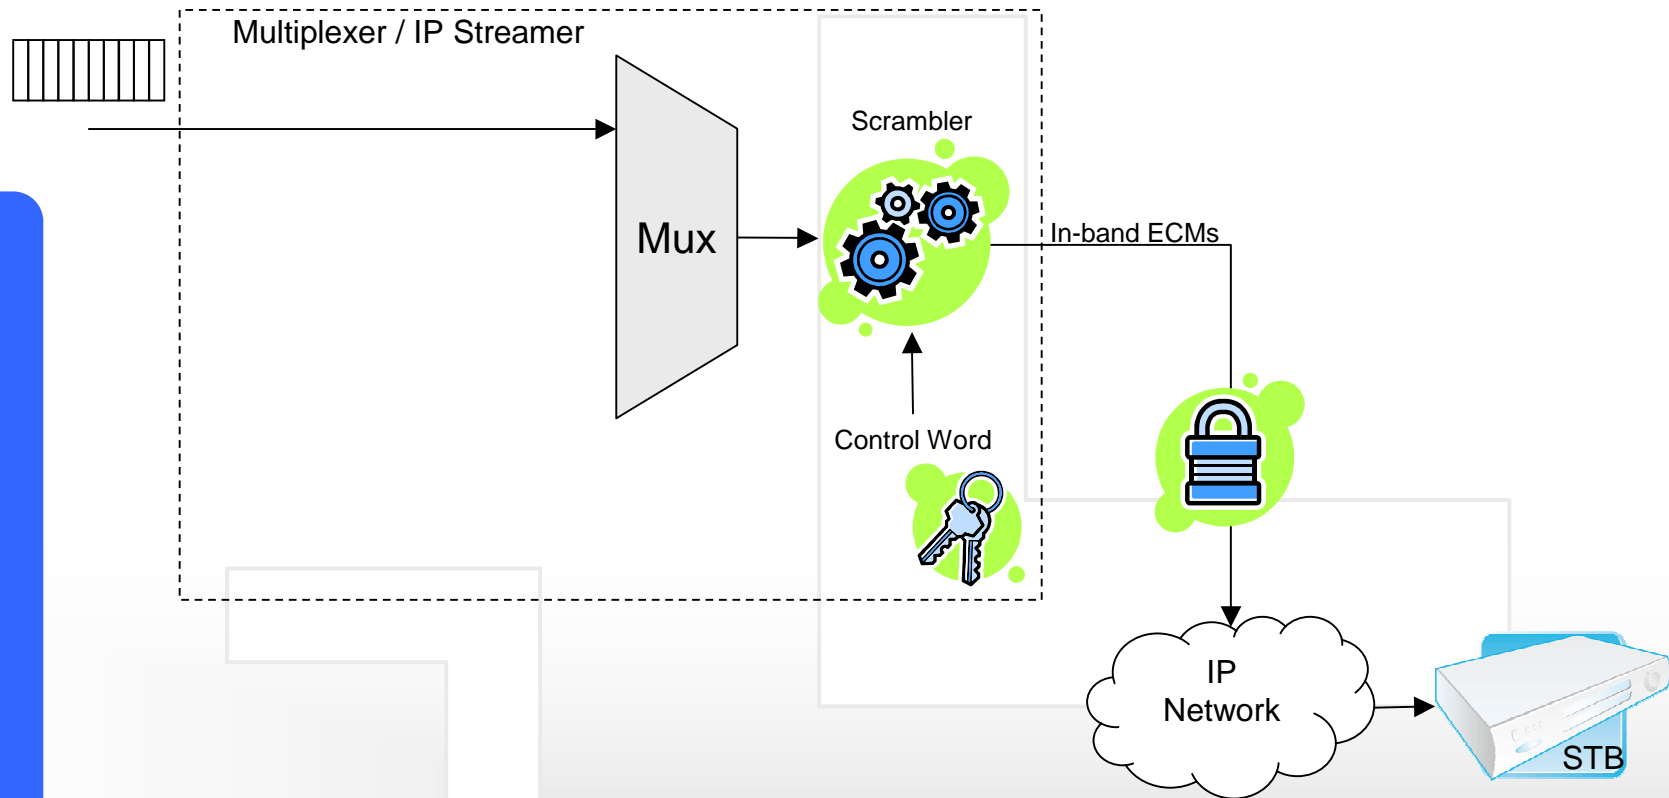 Multiplexer / IP Streamer
Scrambler
Mux
In-band ECMs
Control Word
IP
Network
STB